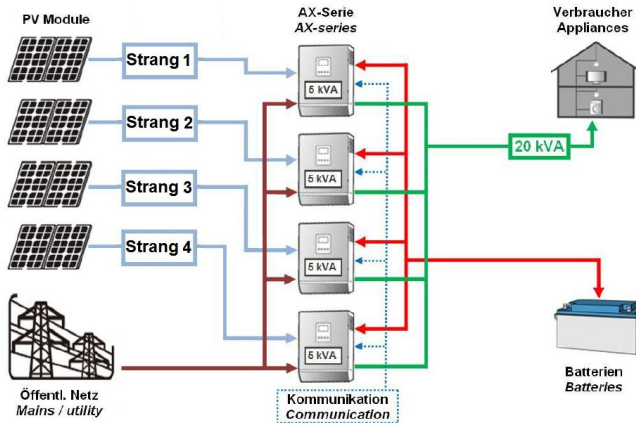 PV Module
AX-Serie
AX-series
Verbraucher
Appliances
Strang 1
5 kVA
Strang 2
20 kVA
5 kVA
Strang 3
5 kVA
Strang 4
5 kVA
Öffentl. Netz
Mains / utility
Kommunikation
Communication
Batterien
Batteries